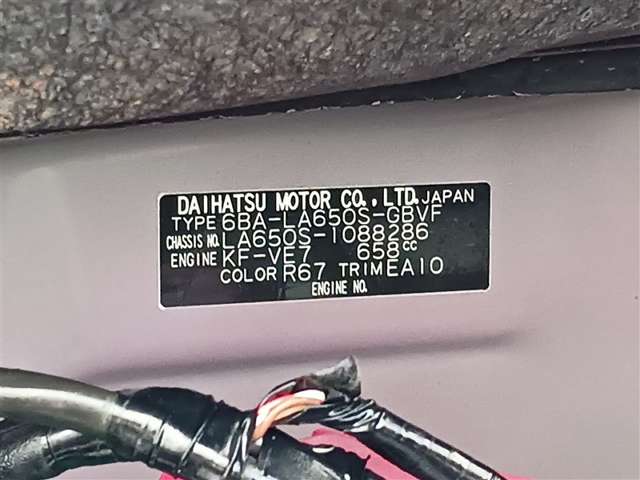 DAIHATSU MOTOR CO., LTD. JAPAN
TYPE 6BA-LA650S-GBVF
CHASSIS NO. LA650S-1088286
ENGINE KF-VE7 658cc
COLOR R67 TRIM EA10
ENGINE NO.